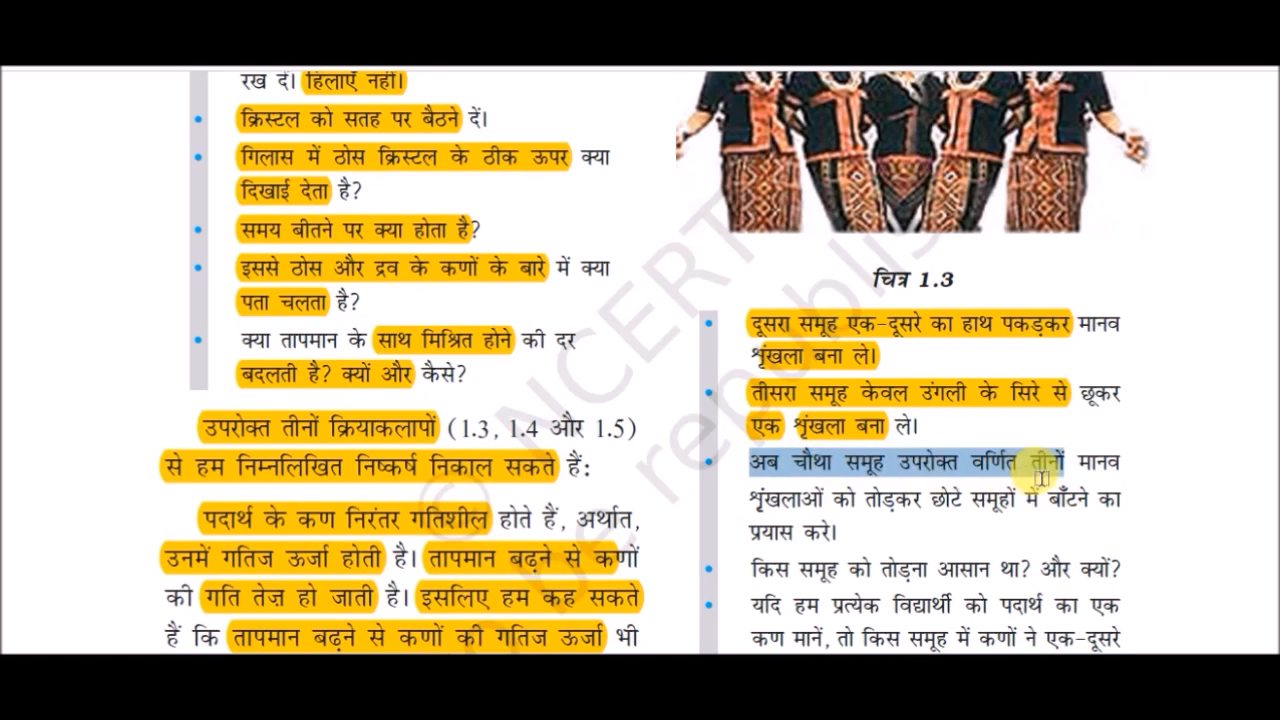 रख दें। हिलाएँ नहीं।
क्रिस्टल को सतह पर बैठने दें।
गिलास में ठोस क्रिस्टल के ठीक ऊपर क्या
दिखाई देता है?
समय बीतने पर क्या होता है?
इससे ठोस और द्रव के कणों के बारे में क्या
पता चलता है?
क्या तापमान के साथ मिश्रित होने की दर
बदलती है? क्यों और कैसे?
उपरोक्त तीनों क्रियाकलापों (1.3, 1.4 और 1.5)
से हम निम्नलिखित निष्कर्ष निकाल सकते हैं:
पदार्थ के कण निरंतर गतिशील होते हैं, अर्थात,
उनमें गतिज ऊर्जा होती है। तापमान बढ़ने से कणों
की गति तेज़ हो जाती है। इसलिए हम कह सकते
हैं कि तापमान बढ़ने से कणों की गतिज ऊर्जा भी
चित्र 1.3
दूसरा समूह एक-दूसरे का हाथ पकड़कर मानव
शृंखला बना ले।
तीसरा समूह केवल उंगली के सिरे से छूकर
एक शृंखला बना ले।
अब चौथा समूह उपरोक्त वर्णित तीनों मानव
शृंखलाओं को तोड़कर छोटे समूहों में बाँटने का
प्रयास करे।
किस समूह को तोड़ना आसान था? और क्यों?
यदि हम प्रत्येक विद्यार्थी को पदार्थ का एक
कण मानें, तो किस समूह में कणों ने एक-दूसरे
© NCERT
be republis